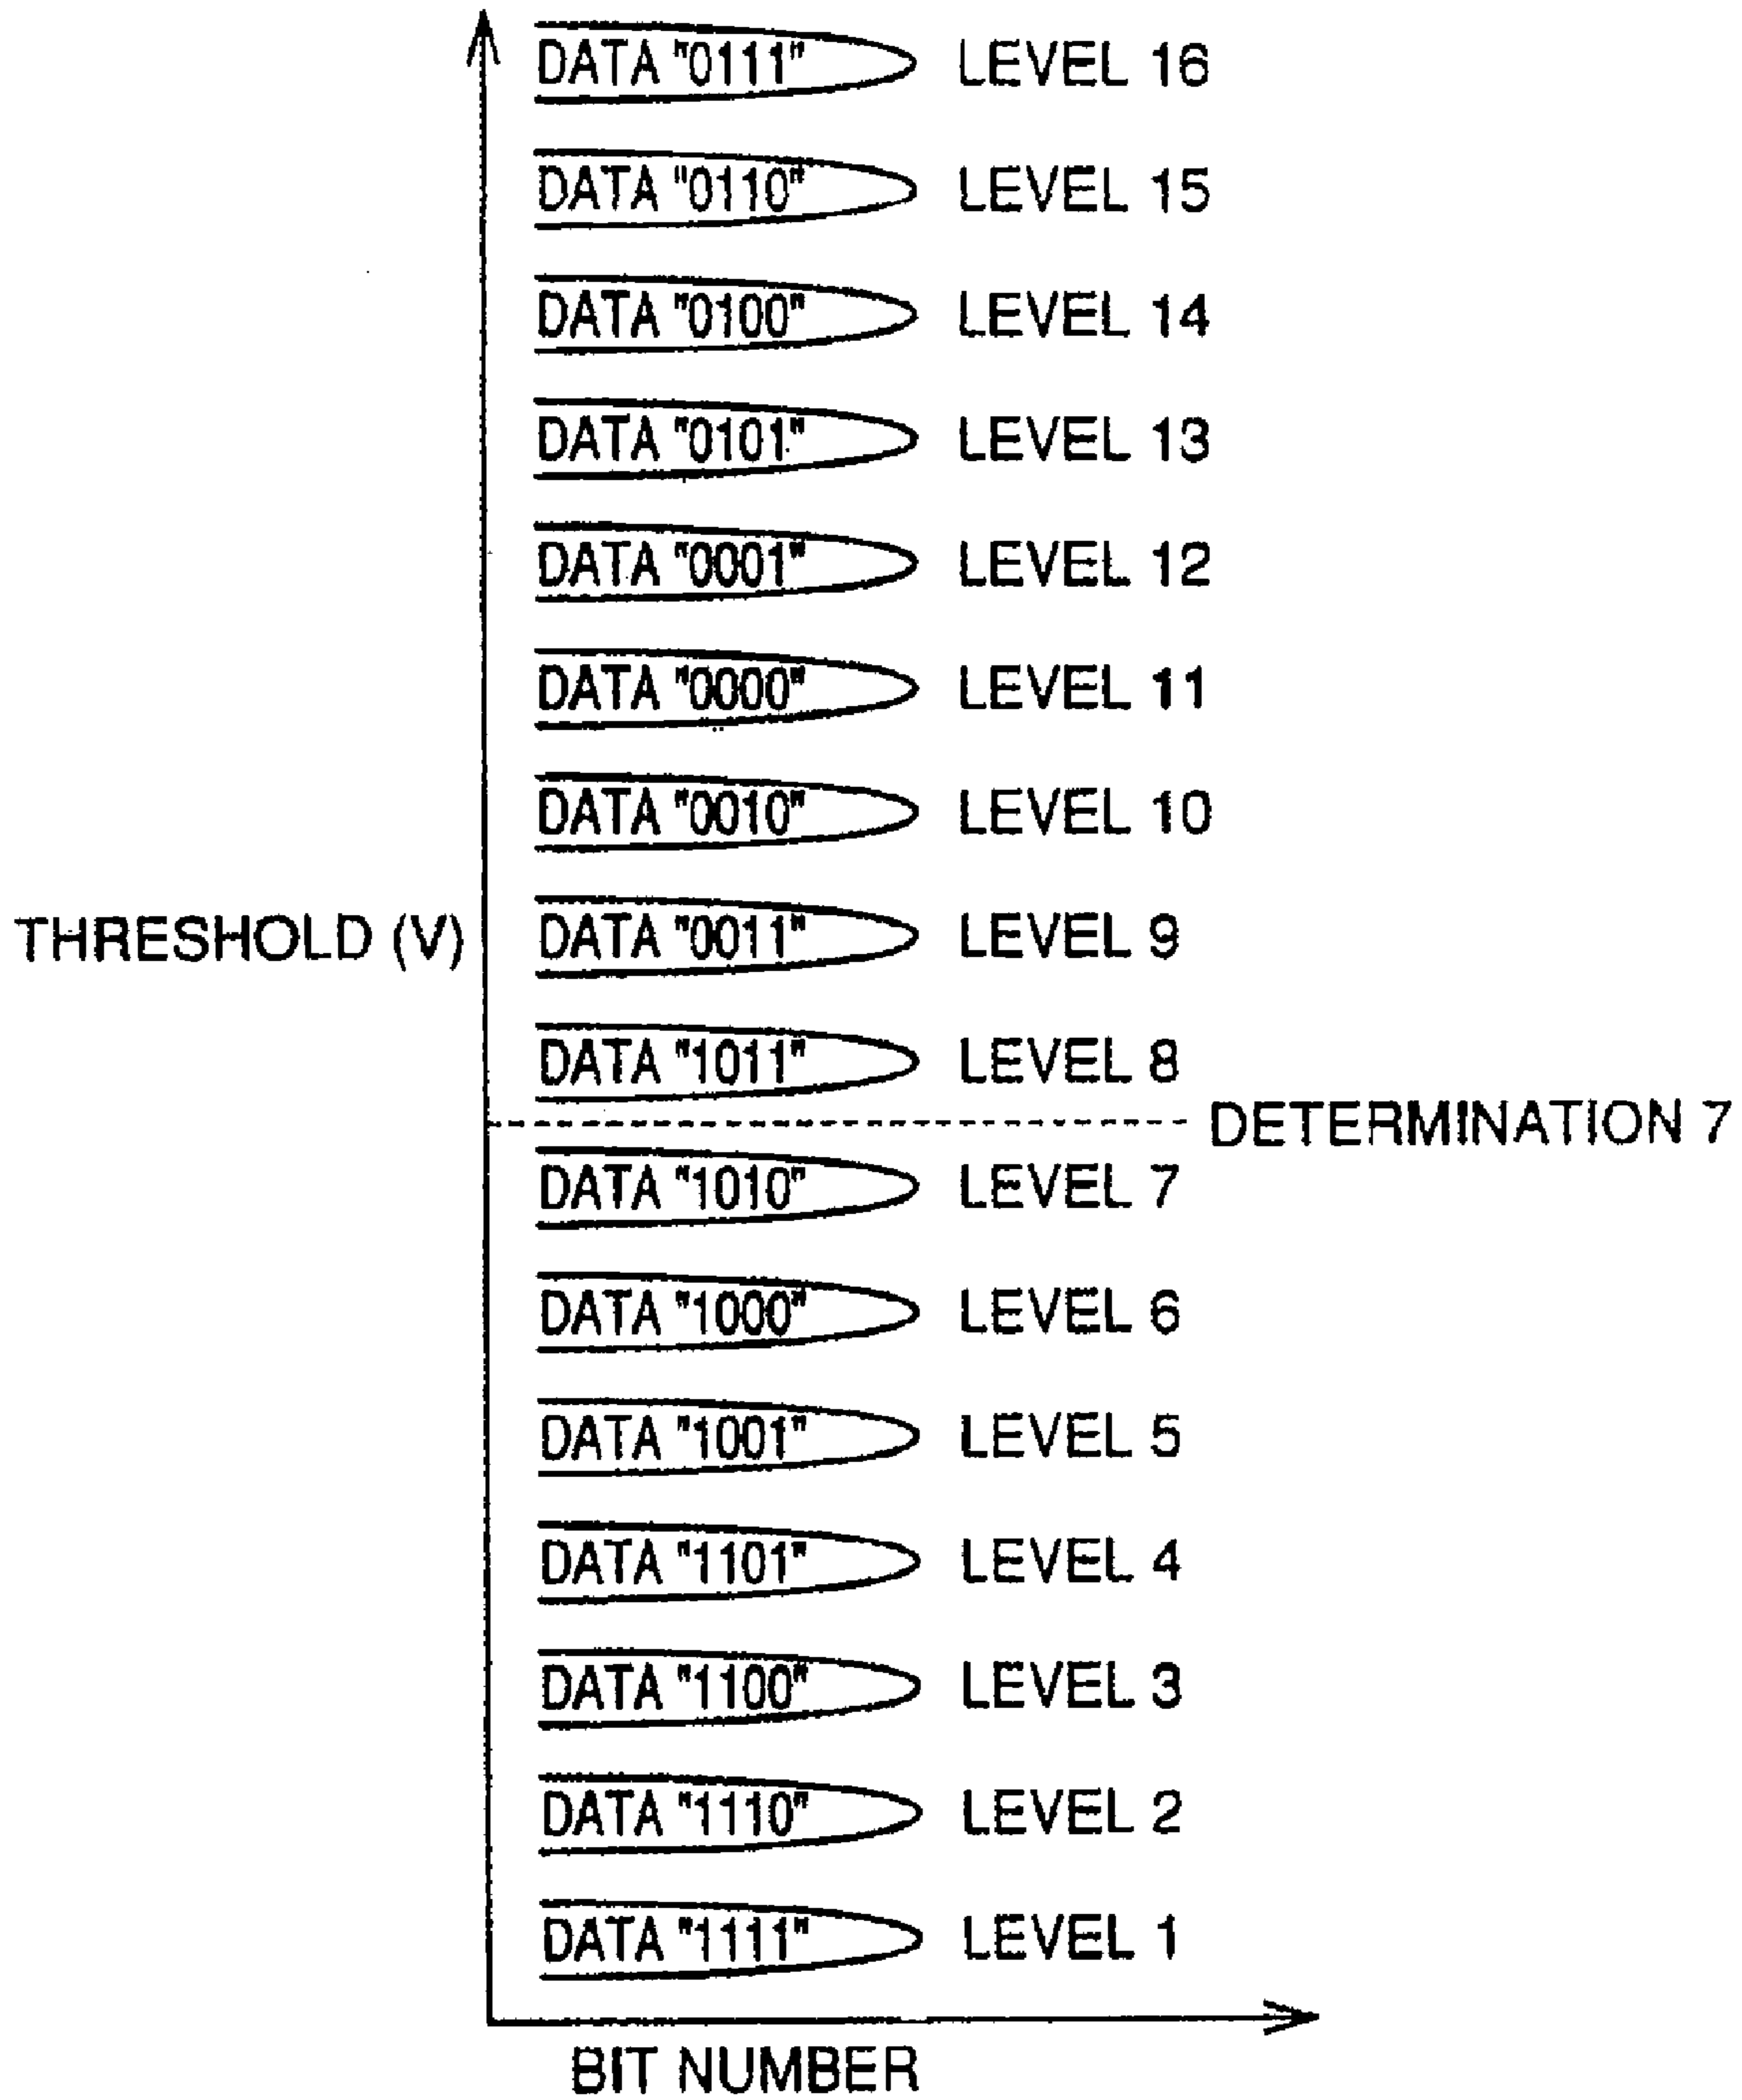 DATA "0111" LEVEL 16
DATA "0110" LEVEL 15
DATA "0100" LEVEL 14
DATA "0101" LEVEL 13
DATA "0001" LEVEL 12
DATA "0000" LEVEL 11
DATA "0010" LEVEL 10
THRESHOLD (V) DATA "0011" LEVEL 9
DATA "1011" LEVEL 8
DETERMINATION 7
DATA "1010" LEVEL 7
DATA "1000" LEVEL 6
DATA "1001" LEVEL 5
DATA "1101" LEVEL 4
DATA "1100" LEVEL 3
DATA "1110" LEVEL 2
DATA "1111" LEVEL 1
BIT NUMBER